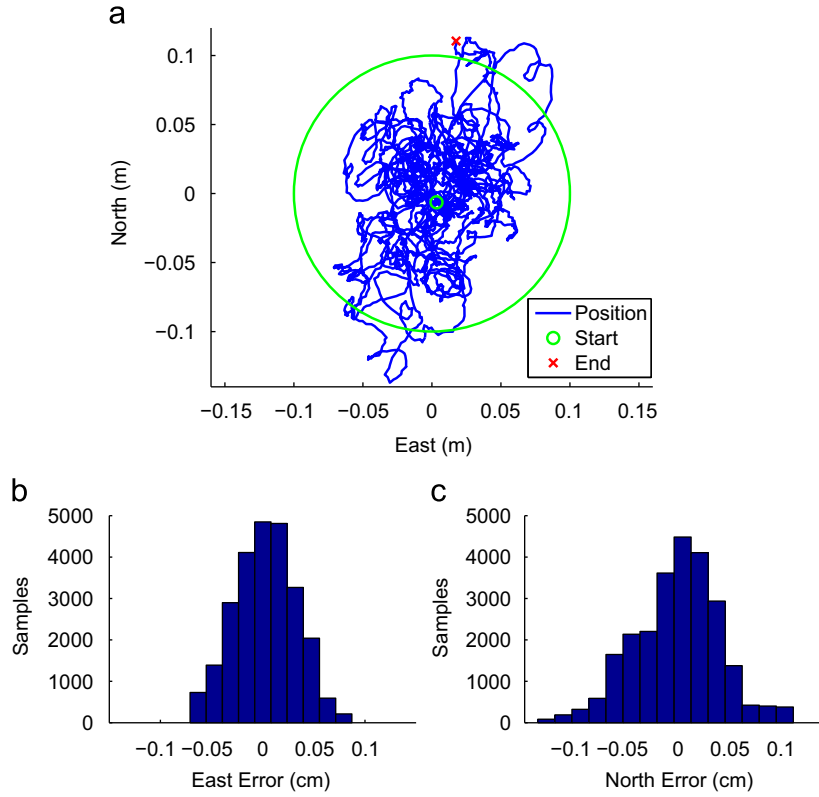 a
0.1
0.05
0
−0.05
−0.1
North (m)
−0.15 −0.1 −0.05 0 0.05 0.1 0.15
East (m)
Position
Start
End
b
5000
4000
3000
2000
1000
0
Samples
−0.1 −0.05 0 0.05 0.1
East Error (cm)
c
5000
4000
3000
2000
1000
0
Samples
−0.1 −0.05 0 0.05 0.1
North Error (cm)